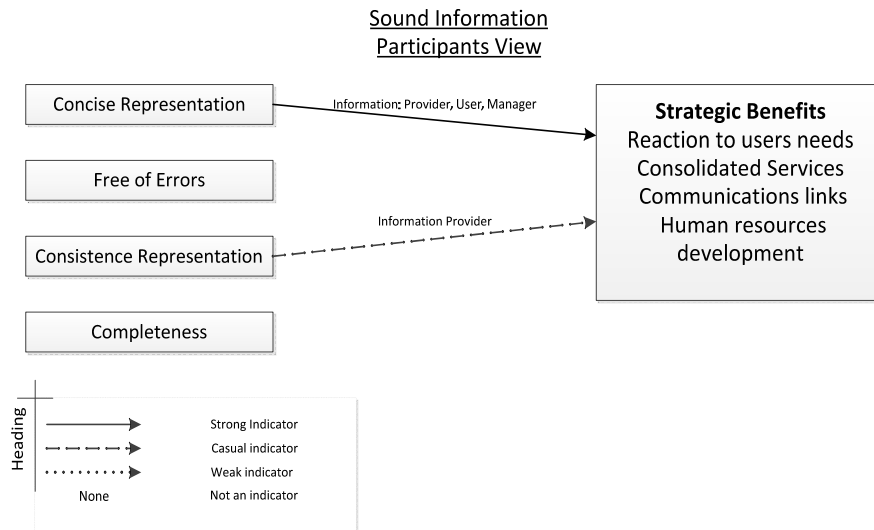 Sound Information
Participants View
Concise Representation
Information: Provider, User, Manager
Strategic Benefits
Reaction to users needs
Consolidated Services
Communications links
Human resources
development
Free of Errors
Information Provider
Consistence Representation
Completeness
Heading
Strong Indicator
Casual indicator
Weak indicator
None Not an indicator